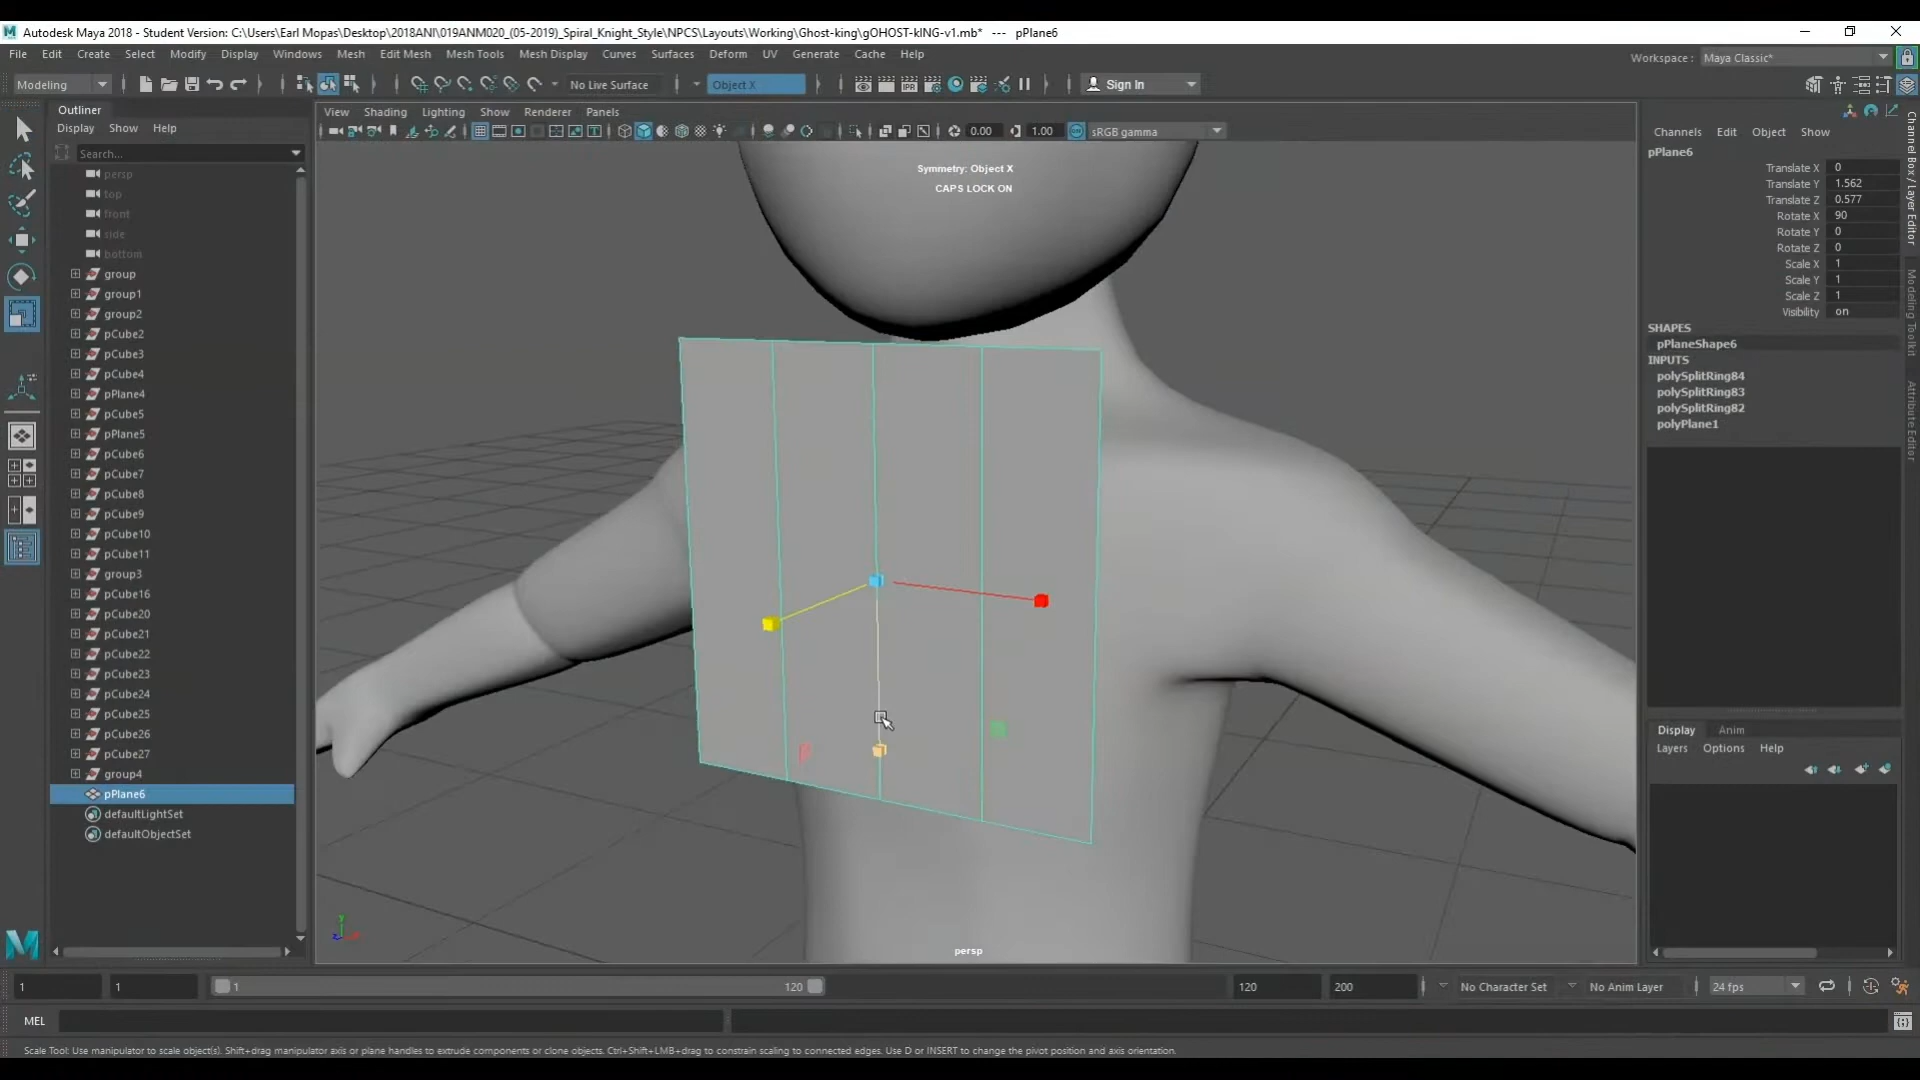 Autodesk Maya 2018 - Student Version: C:\Users\Earl Mopas\Desktop\2018ANI\019ANM020_(05-2019)_Spiral_Knight_Style\NPCS\Layouts\Working\Ghost-king\gOHOST-kING-v1.mb* --- pPlane6
File Edit Create Select Modify Display Windows Mesh Edit Mesh Mesh Tools Mesh Display Curves Surfaces Deform UV Generate Cache Help
Workspace : Maya Classic*
Modeling No Live Surface Object X Sign In
Outliner
Display Show Help
Search...
persp
top
front
side
bottom
group
group1
group2
pCube2
pCube3
pCube4
pPlane4
pCube5
pPlane5
pCube6
pCube7
pCube8
pCube9
pCube10
pCube11
group3
pCube16
pCube20
pCube21
pCube22
pCube23
pCube24
pCube25
pCube26
pCube27
group4
pPlane6
defaultLightSet
defaultObjectSet
View Shading Lighting Show Renderer Panels
0.00 1.00 sRGB gamma
Symmetry: Object X
CAPS LOCK ON
persp
Channels Edit Object Show
pPlane6
Translate X 0
Translate Y 1.562
Translate Z 0.577
Rotate X 90
Rotate Y 0
Rotate Z 0
Scale X 1
Scale Y 1
Scale Z 1
Visibility on
SHAPES
pPlaneShape6
INPUTS
polySplitRing84
polySplitRing83
polySplitRing82
polyPlane1
Display Anim
Layers Options Help
Channel Box / Layer Editor
Modeling Toolkit
Attribute Editor
1 1 1 120 120 200 No Character Set No Anim Layer 24 fps
MEL
Scale Tool: Use manipulator to scale object(s). Shift+drag manipulator axis or plane handles to extrude components or clone objects. Ctrl+Shift+LMB+drag to constrain scaling to connected edges. Use D or INSERT to change the pivot position and axis orientation.